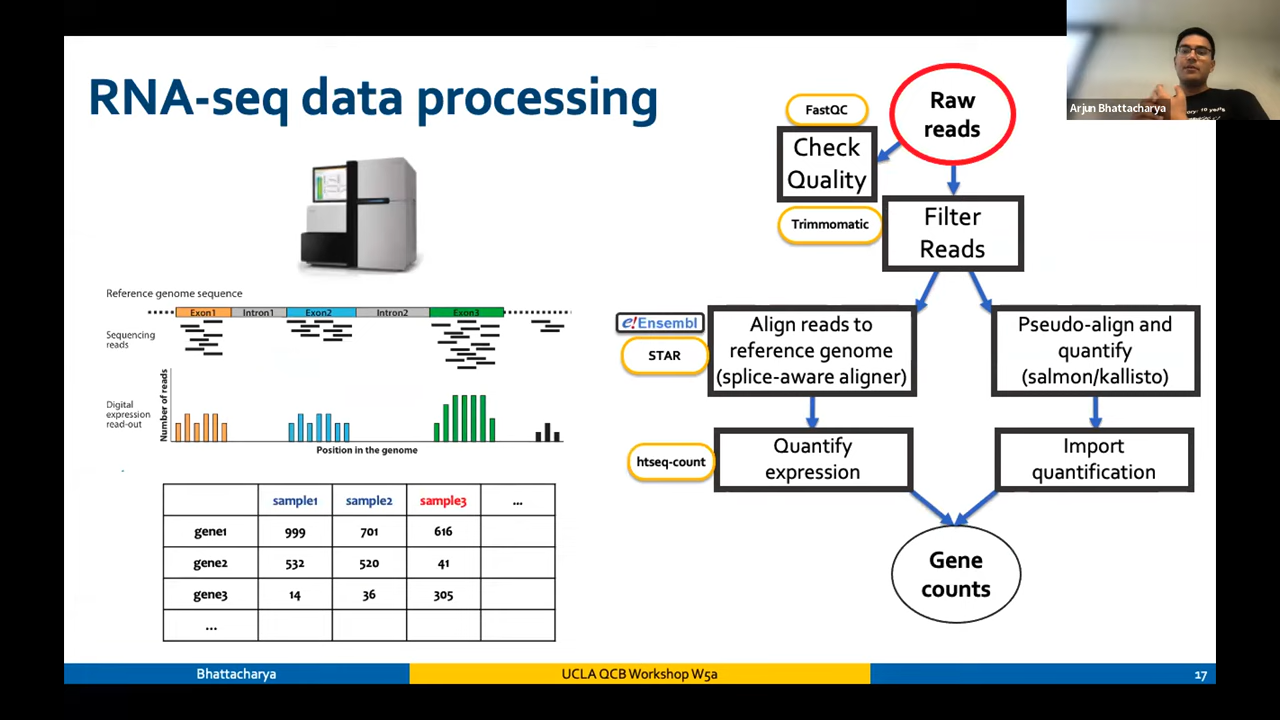 RNA-seq data processing
Reference genome sequence
Exon1
Intron1
Exon2
Intron2
Exon3
Sequencing
reads
Digital
expression
read-out
Number of reads
Position in the genome
sample1 sample2 sample3 ...
gene1 999 701 616
gene2 532 520 41
gene3 14 36 305
...
Raw
reads
FastQC
Check
Quality
Trimmomatic
Filter
Reads
e!Ensembl
STAR
Align reads to
reference genome
(splice-aware aligner)
Pseudo-align and
quantify
(salmon/kallisto)
htseq-count
Quantify
expression
Import
quantification
Gene
counts
Arjun Bhattacharya
Bhattacharya
UCLA QCB Workshop W5a
17